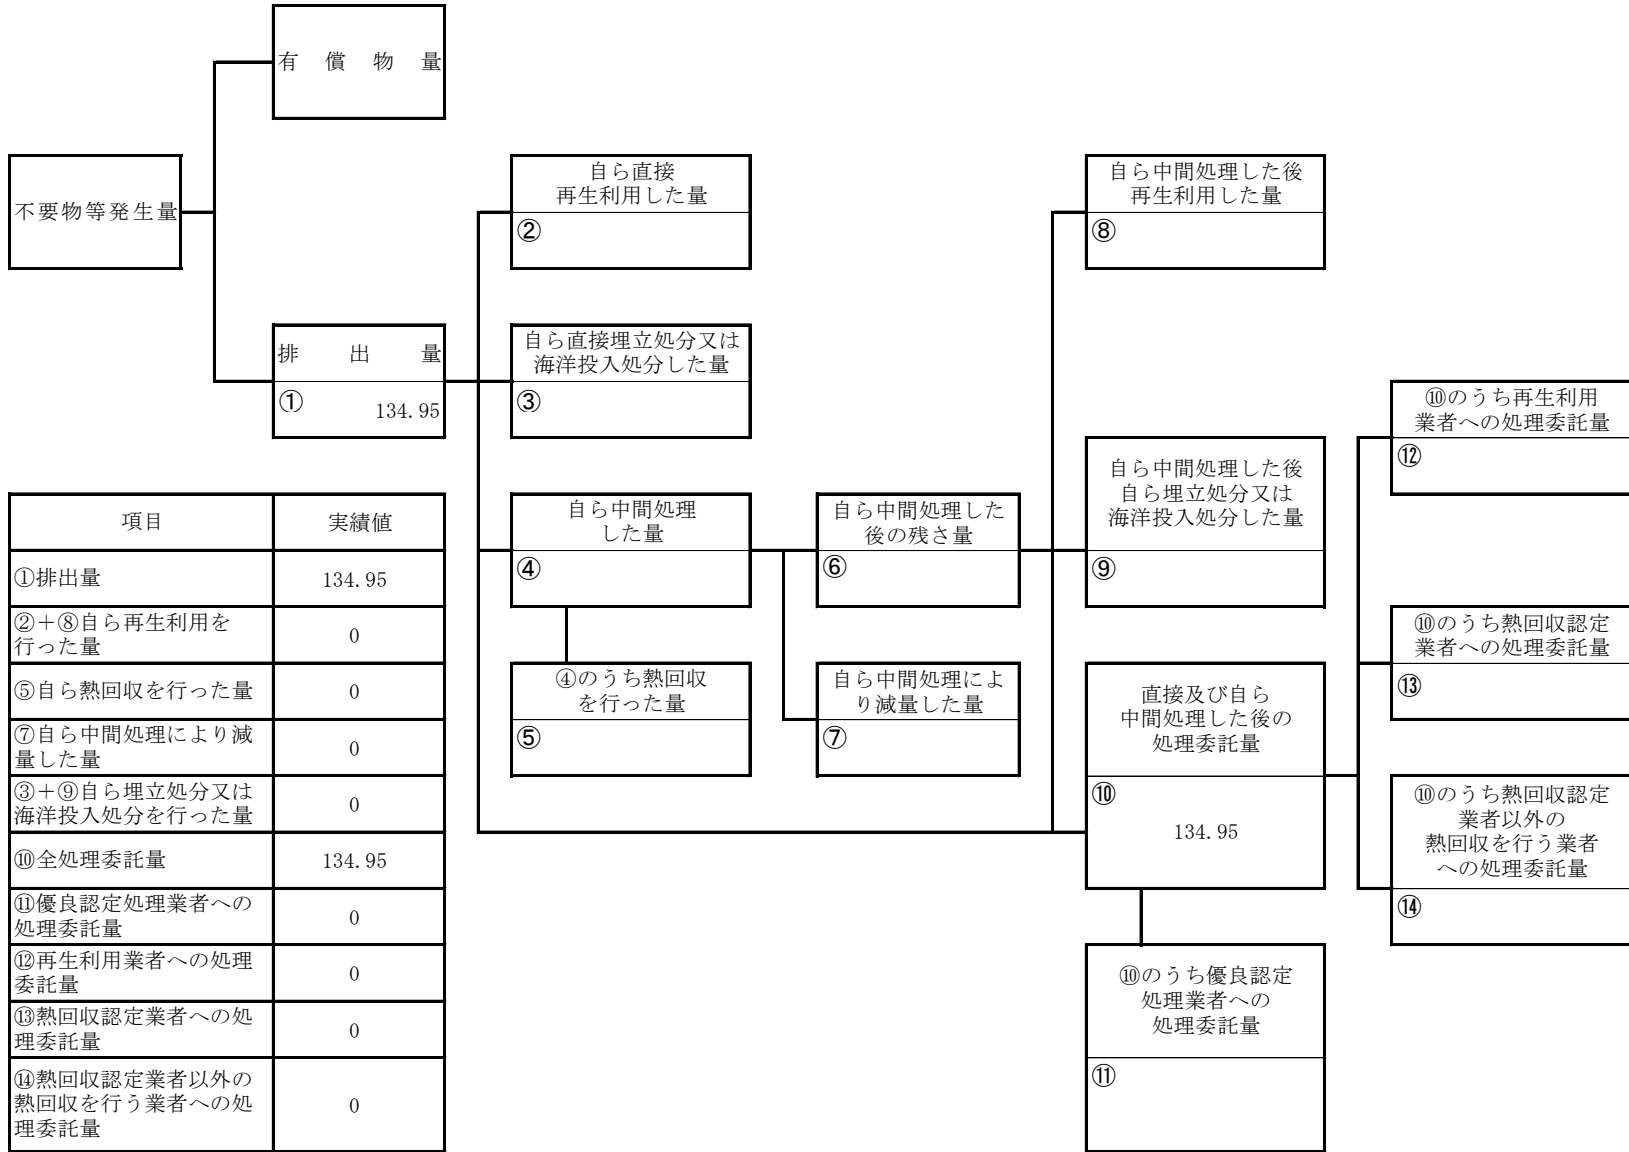 有償物量
不要物等発生量
排出量
①
134.95
自ら直接
再生利用した量
②
自ら直接埋立処分又は
海洋投入処分した量
③
自ら中間処理
した量
④
④のうち熱回収
を行った量
⑤
自ら中間処理した
後の残さ量
⑥
自ら中間処理によ
り減量した量
⑦
自ら中間処理した後
再生利用した量
⑧
自ら中間処理した後
自ら埋立処分又は
海洋投入処分した量
⑨
直接及び自ら
中間処理した後の
処理委託量
⑩
134.95
⑩のうち優良認定
処理業者への
処理委託量
⑪
⑩のうち再生利用
業者への処理委託量
⑫
⑩のうち熱回収認定
業者への処理委託量
⑬
⑩のうち熱回収認定
業者以外の
熱回収を行う業者
への処理委託量
⑭
項目 実績値
①排出量 134.95
②＋⑧自ら再生利用を
行った量 0
⑤自ら熱回収を行った量 0
⑦自ら中間処理により減
量した量 0
③＋⑨自ら埋立処分又は
海洋投入処分を行った量 0
⑩全処理委託量 134.95
⑪優良認定処理業者への
処理委託量 0
⑫再生利用業者への処理
委託量 0
⑬熱回収認定業者への処
理委託量 0
⑭熱回収認定業者以外の
熱回収を行う業者への処
理委託量 0